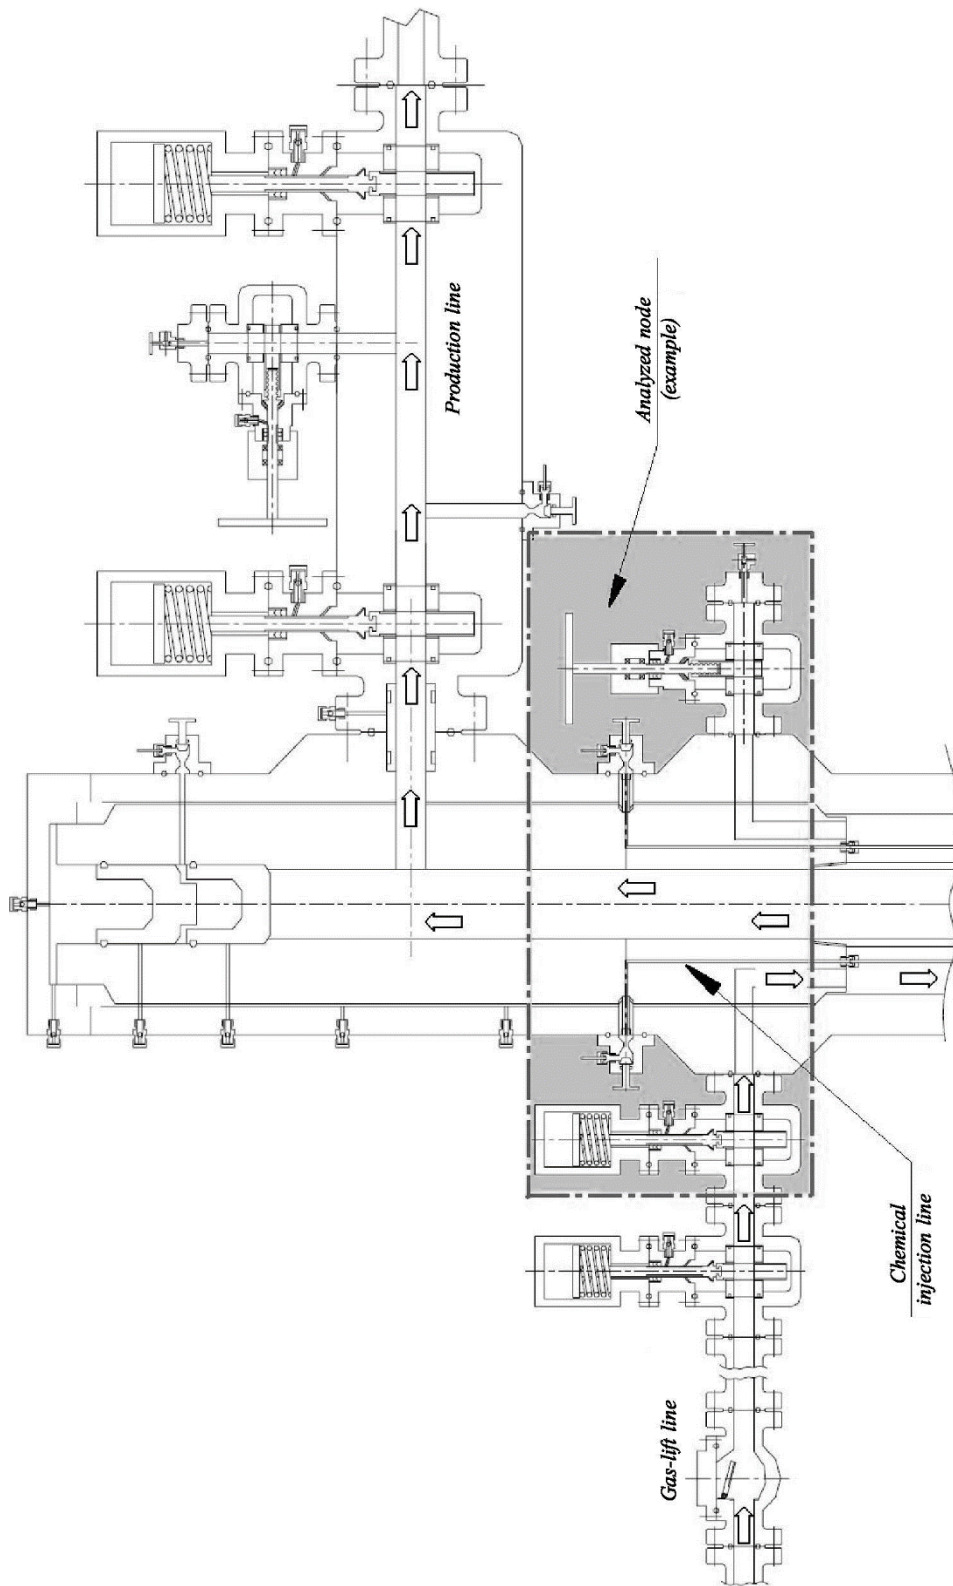 Production line
Analyzed node
(example)
Chemical
injection line
Gas-lift line